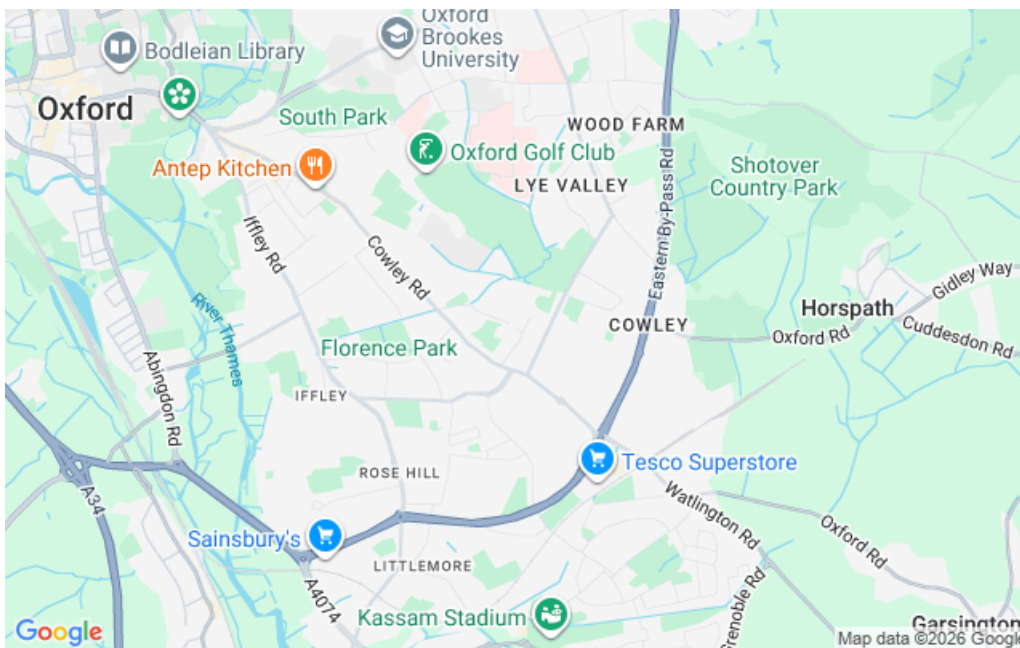 Oxford
Brookes
University
Bodleian Library
Oxford
South Park
WOOD FARM
Antep Kitchen
Oxford Golf Club
Shotover
Country Park
LYE VALLEY
Iffley Rd
Cowley Rd
Eastern By-Pass Rd
Gidley Way
River Thames
Horspath
COWLEY
Oxford Rd
Cuddesdon Rd
Florence Park
Abingdon Rd
IFFLEY
ROSE HILL
Tesco Superstore
A34
Watlington Rd
Sainsbury's
Oxford Rd
LITTLEMORE
A4074
Grenoble Rd
Kassam Stadium
Garsington
Google
Map data ©2026 Google